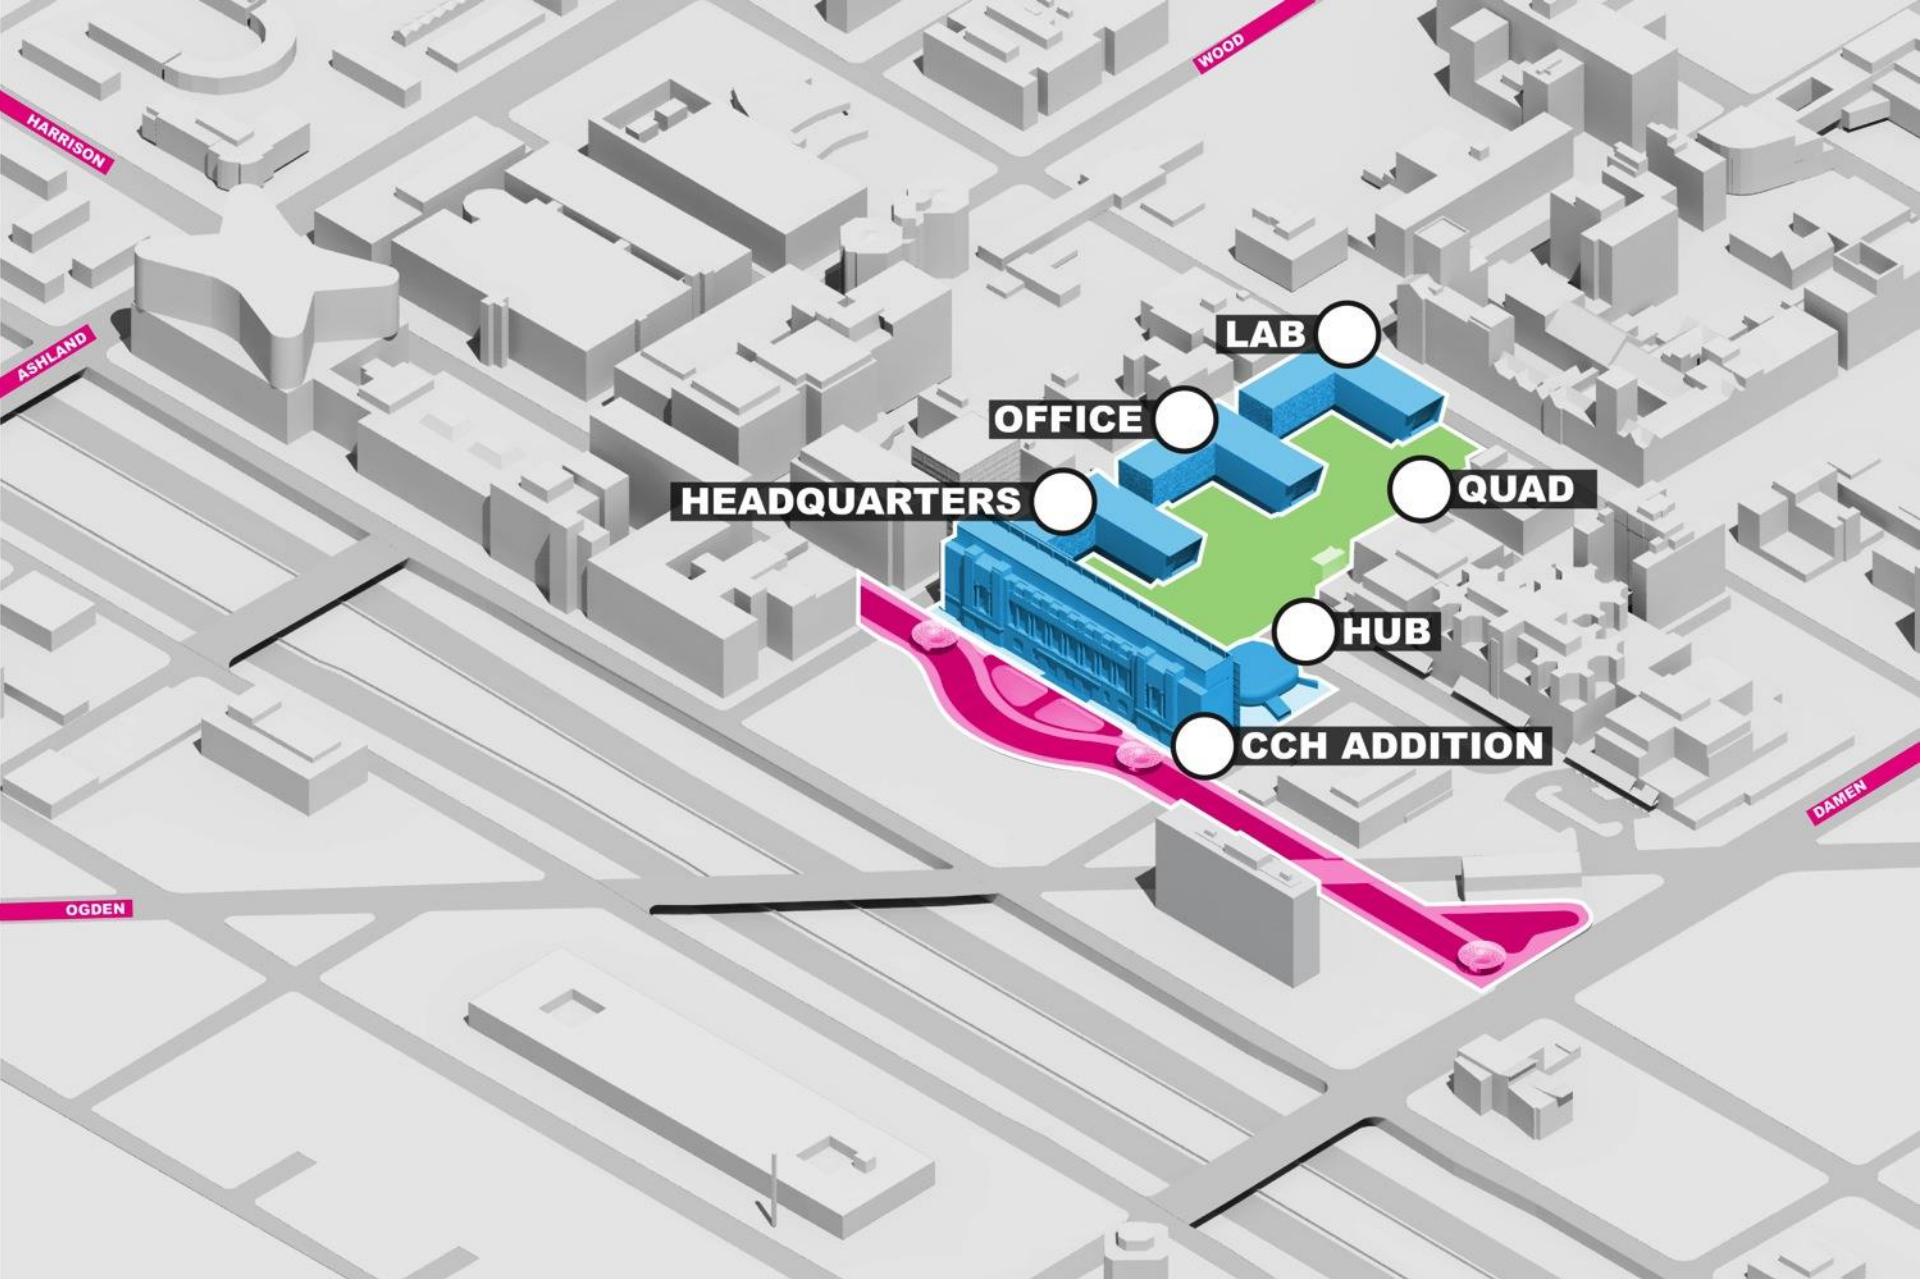 WOOD
HARRISON
ASHLAND
LAB
OFFICE
HEADQUARTERS
QUAD
HUB
CCH ADDITION
DAMEN
OGDEN